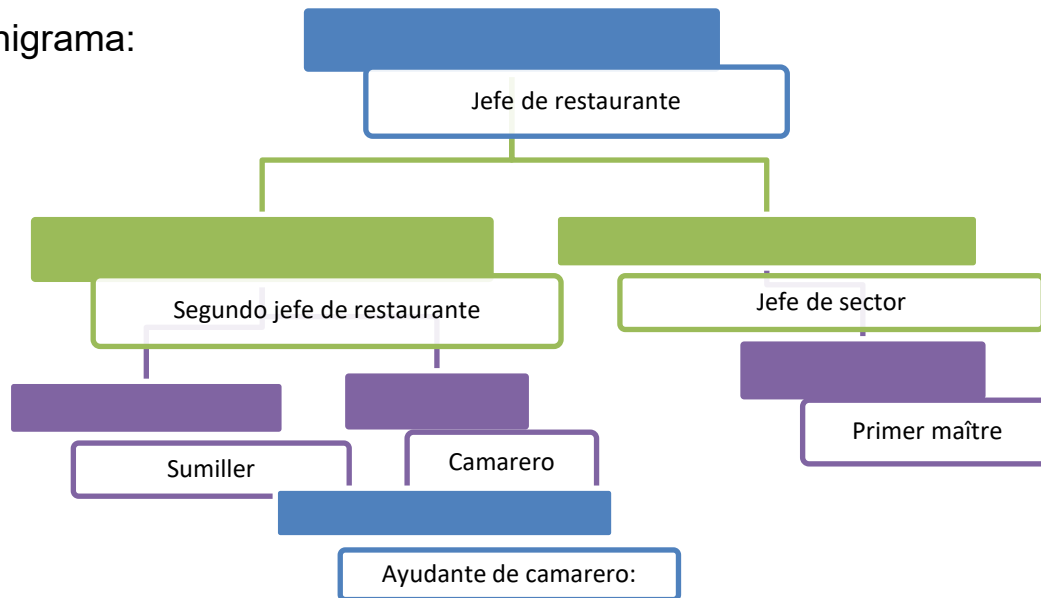 nigrama:
Jefe de restaurante
Segundo jefe de restaurante
Jefe de sector
Sumiller
Camarero
Primer maître
Ayudante de camarero: